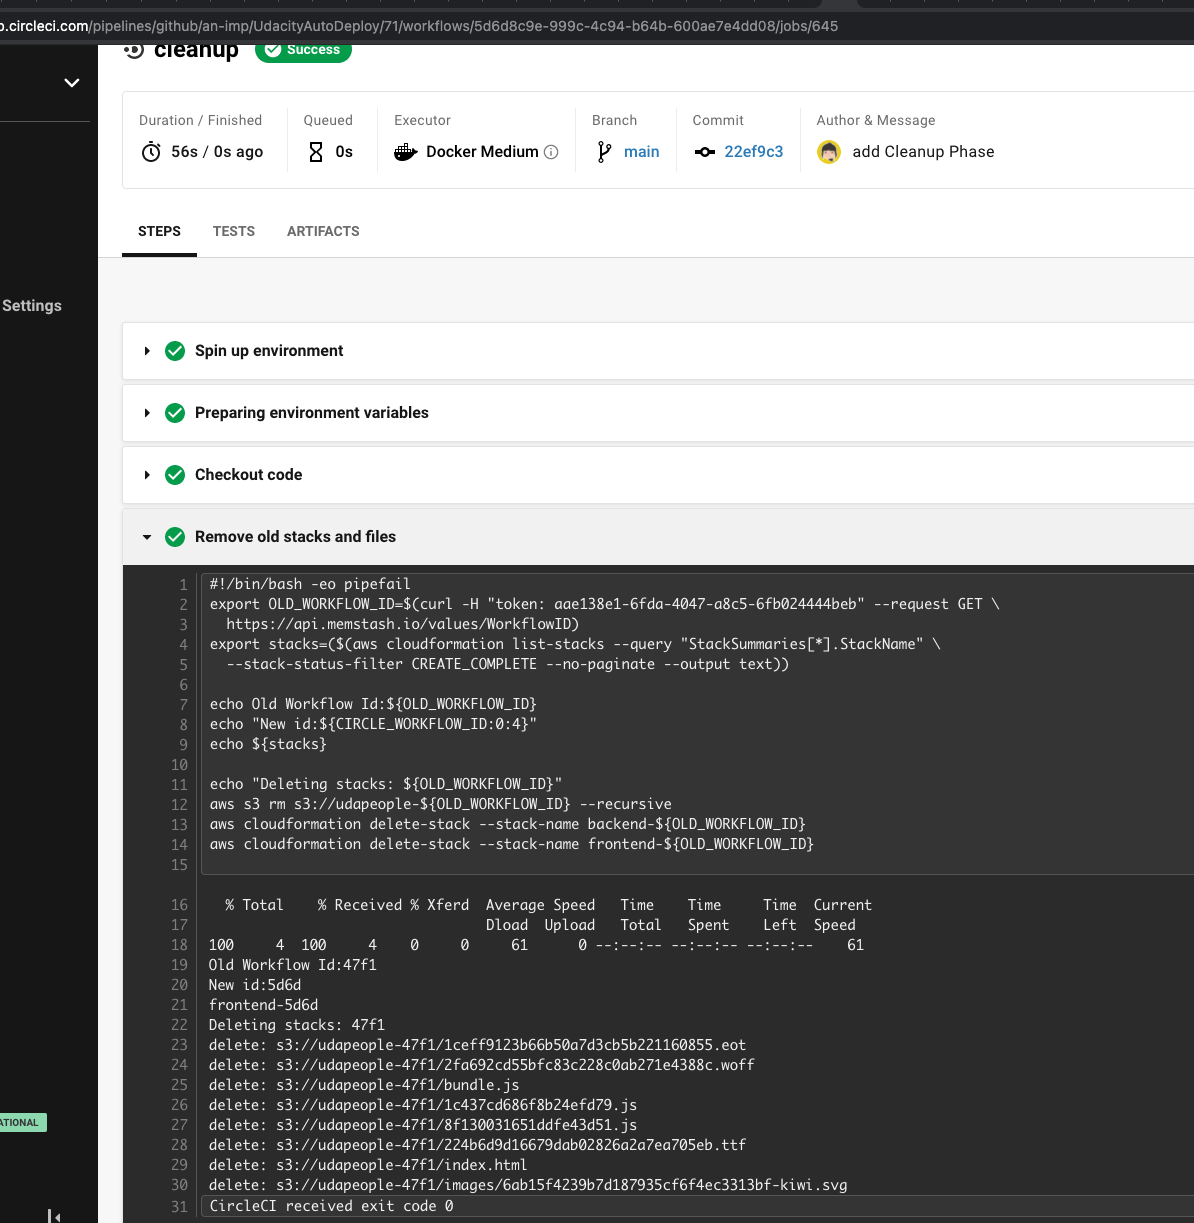 o.circleci.com/pipelines/github/an-imp/UdacityAutoDeploy/71/workflows/5d6d8c9e-999c-4c94-b64b-600ae7e4dd08/jobs/645
cleanup Success
Duration / Finished Queued Executor Branch Commit Author & Message
56s / 0s ago 0s Docker Medium main 22ef9c3 add Cleanup Phase
STEPS TESTS ARTIFACTS
Settings
Spin up environment
Preparing environment variables
Checkout code
Remove old stacks and files
1 #!/bin/bash -eo pipefail
2 export OLD_WORKFLOW_ID=$(curl -H "token: aae138e1-6fda-4047-a8c5-6fb024444beb" --request GET \
3 https://api.memstash.io/values/WorkflowID)
4 export stacks=($(aws cloudformation list-stacks --query "StackSummaries[*].StackName" \
5 --stack-status-filter CREATE_COMPLETE --no-paginate --output text))
6
7 echo Old Workflow Id:${OLD_WORKFLOW_ID}
8 echo "New id:${CIRCLE_WORKFLOW_ID:0:4}"
9 echo ${stacks}
10
11 echo "Deleting stacks: ${OLD_WORKFLOW_ID}"
12 aws s3 rm s3://udapeople-${OLD_WORKFLOW_ID} --recursive
13 aws cloudformation delete-stack --stack-name backend-${OLD_WORKFLOW_ID}
14 aws cloudformation delete-stack --stack-name frontend-${OLD_WORKFLOW_ID}
15
16 % Total % Received % Xferd Average Speed Time Time Time Current
17 Dload Upload Total Spent Left Speed
18 100 4 100 4 0 0 61 0 --:--:-- --:--:-- --:--:-- 61
19 Old Workflow Id:47f1
20 New id:5d6d
21 frontend-5d6d
22 Deleting stacks: 47f1
23 delete: s3://udapeople-47f1/1ceff9123b66b50a7d3cb5b221160855.eot
24 delete: s3://udapeople-47f1/2fa692cd55bfc83c228c0ab271e4388c.woff
25 delete: s3://udapeople-47f1/bundle.js
26 delete: s3://udapeople-47f1/1c437cd686f8b24efd79.js
27 delete: s3://udapeople-47f1/8f130031651ddfe43d51.js
28 delete: s3://udapeople-47f1/224b6d9d16679dab02826a2a7ea705eb.ttf
29 delete: s3://udapeople-47f1/index.html
30 delete: s3://udapeople-47f1/images/6ab15f4239b7d187935cf6f4ec3313bf-kiwi.svg
31 CircleCI received exit code 0
ATIONAL